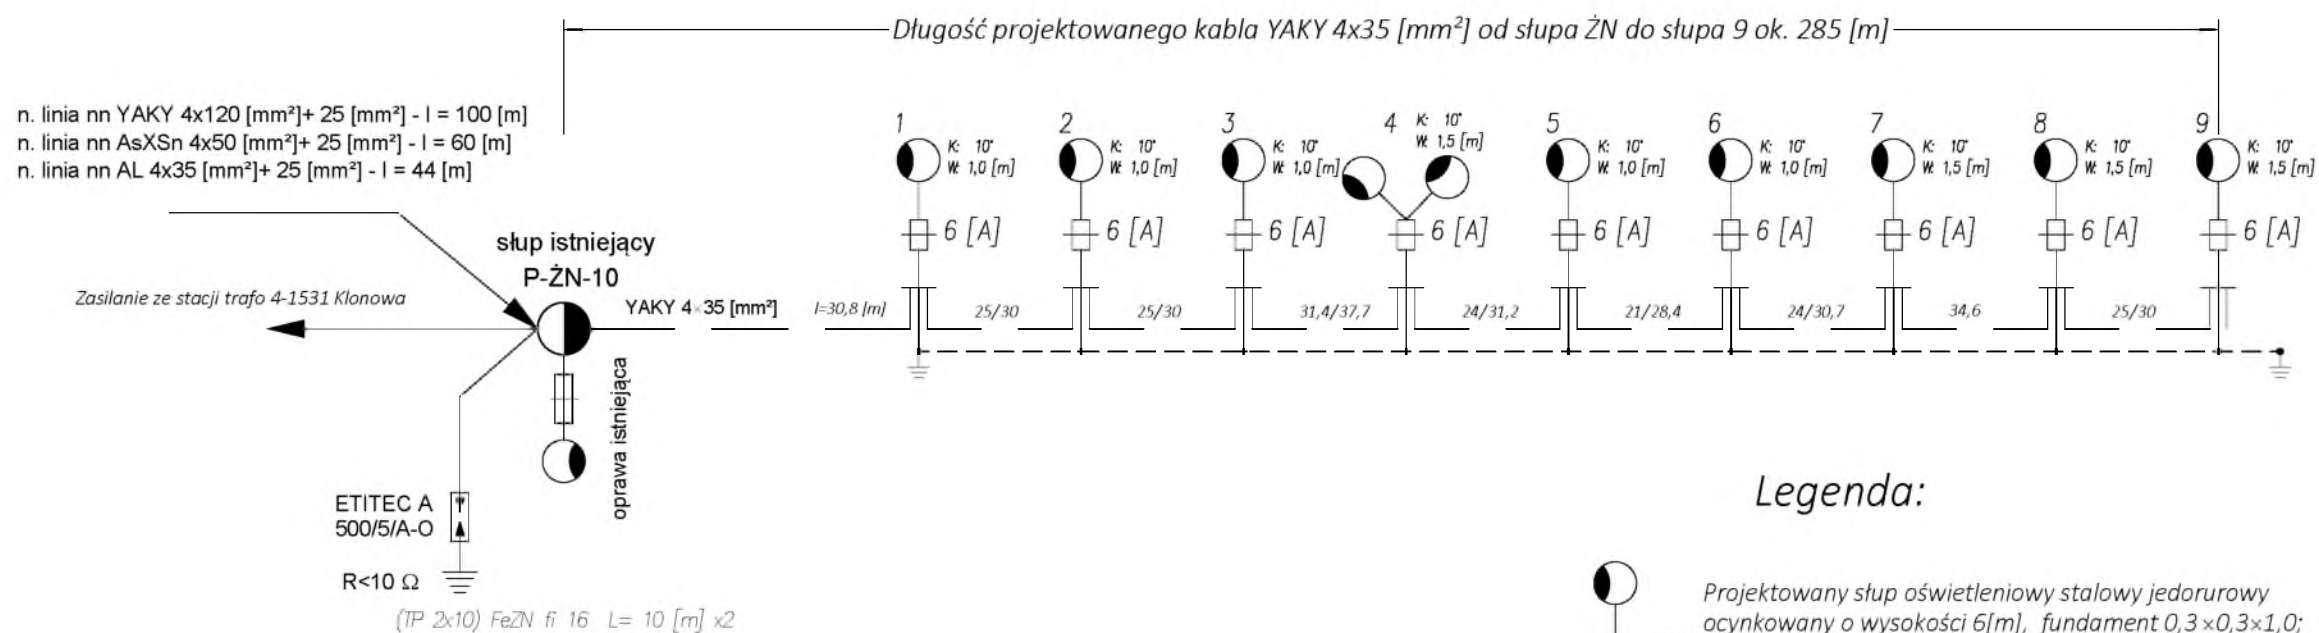 Długość projektowanego kabla YAKY 4x35 [mm²] od słupa ŻN do słupa 9 ok. 285 [m]
n. linia nn YAKY 4x120 [mm²]+ 25 [mm²] - l = 100 [m]
n. linia nn AsXSn 4x50 [mm²]+ 25 [mm²] - l = 60 [m]
n. linia nn AL 4x35 [mm²]+ 25 [mm²] - l = 44 [m]
1
K: 10°
W: 1,0 [m]
6 [A]
2
K: 10°
W: 1,0 [m]
6 [A]
3
K: 10°
W: 1,0 [m]
6 [A]
4
K: 10°
W: 1,5 [m]
6 [A]
5
K: 10°
W: 1,0 [m]
6 [A]
6
K: 10°
W: 1,0 [m]
6 [A]
7
K: 10°
W: 1,5 [m]
6 [A]
8
K: 10°
W: 1,5 [m]
6 [A]
9
K: 10°
W: 1,5 [m]
6 [A]
słup istniejący
P-ŻN-10
Zasilanie ze stacji trafo 4-1531 Klonowa
YAKY 4×35 [mm²]
l=30,8 [m]
25/30
25/30
31,4/37,7
24/31,2
21/28,4
24/30,7
34,6
25/30
oprawa istniejąca
ETITEC A
500/5/A-O
R<10 Ω
(TP 2x10) FeZN fi 16 L= 10 [m] x2
Legenda:
Projektowany słup oświetleniowy stalowy jedorurowy
ocynkowany o wysokości 6[m], fundament 0,3×0,3×1,0;